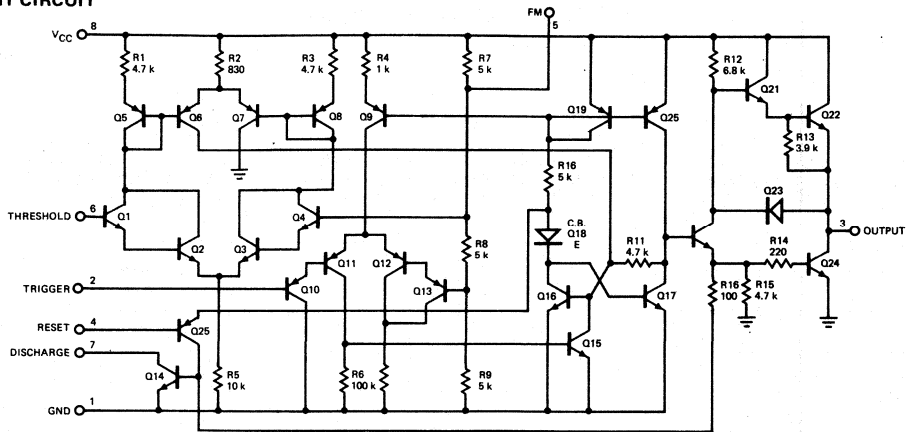 T CIRCUIT
FM
5
VCC
8
R1
4.7 k
R2
830
R3
4.7 k
R4
1 k
R7
5 k
R12
6.8 k
Q21
Q5
Q6
Q7
Q8
Q9
Q19
Q25
Q22
R13
3.9 k
R16
5 k
THRESHOLD
6
Q1
Q2
Q3
Q4
Q23
R8
5 k
C.B.
Q18
E
R11
4.7 k
3
OUTPUT
R14
220
Q24
TRIGGER
2
Q10
Q11
Q12
Q13
Q16
Q17
R16
100
R15
4.7 k
RESET
4
Q25
Q15
DISCHARGE
7
Q14
R5
10 k
R6
100 k
R9
5 k
GND
1